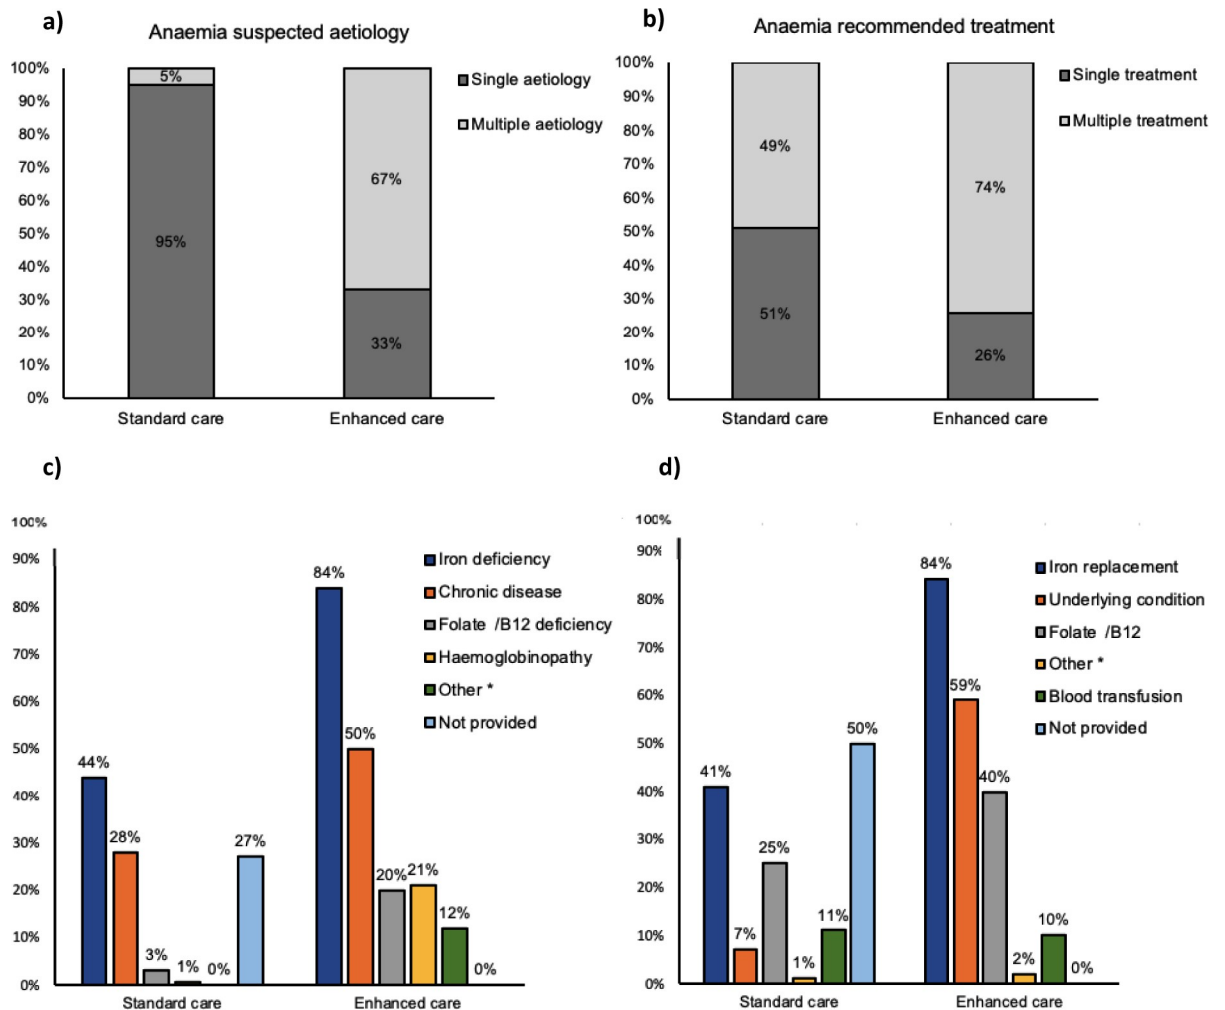 a)
Anaemia suspected aetiology
100%
90%
80%
70%
60%
50%
40%
30%
20%
10%
0%
5%
95%
67%
33%
Standard care
Enhanced care
Single aetiology
Multiple aetiology
b)
Anaemia recommended treatment
100%
90%
80%
70%
60%
50%
40%
30%
20%
10%
0%
49%
51%
74%
26%
Standard care
Enhanced care
Single treatment
Multiple treatment
c)
100%
90%
80%
70%
60%
50%
40%
30%
20%
10%
0%
44%
28%
3%
1%
0%
27%
84%
50%
20%
21%
12%
0%
Standard care
Enhanced care
Iron deficiency
Chronic disease
Folate /B12 deficiency
Haemoglobinopathy
Other *
Not provided
d)
100%
90%
80%
70%
60%
50%
40%
30%
20%
10%
0%
41%
7%
25%
1%
11%
50%
84%
59%
40%
2%
10%
0%
Standard care
Enhanced care
Iron replacement
Underlying condition
Folate /B12
Other *
Blood transfusion
Not provided